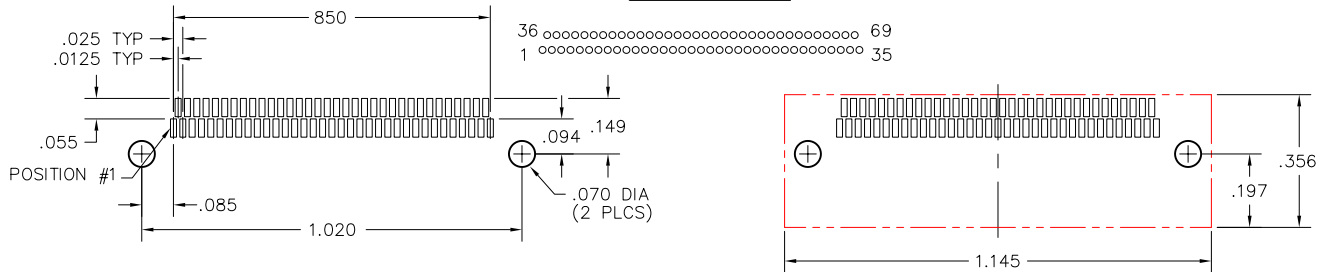 850
.025 TYP
.0125 TYP
36 69
1 35
.055
.094 .149
POSITION #1
.085
.070 DIA
(2 PLCS)
1.020
.356
.197
1.145